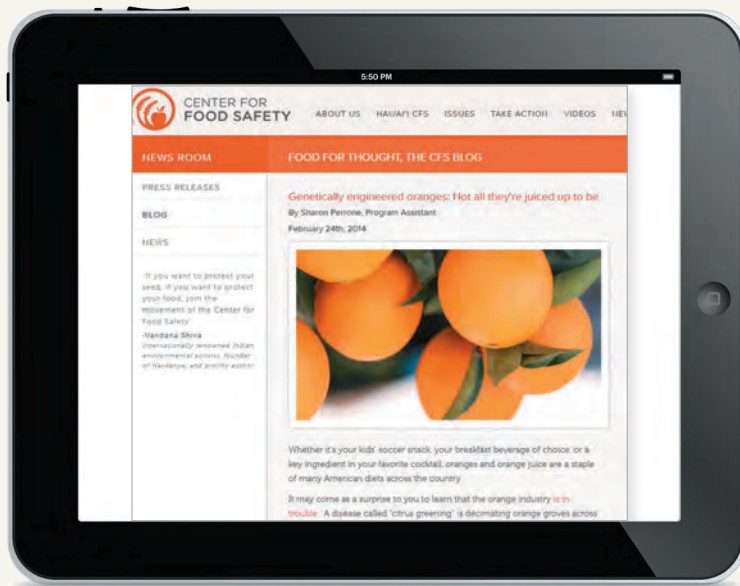 5:50 PM
CENTER FOR
FOOD SAFETY
ABOUT US HAWAI'I CFS ISSUES TAKE ACTION VIDEOS NEW
NEWS ROOM
FOOD FOR THOUGHT, THE CFS BLOG
PRESS RELEASES
BLOG
NEWS
"If you want to protect your
seed, if you want to protect
your food, join the
movement of the Center for
Food Safety"
-Vandana Shiva
Internationally renowned Indian
environmental activist, founder
of Navdanya, and prolific author
Genetically engineered oranges: Not all they're juiced up to be
By Sharon Perrone, Program Assistant
February 24th, 2014
Whether it's your kids' soccer snack, your breakfast beverage of choice, or a
key ingredient in your favorite cocktail, oranges and orange juice are a staple
of many American diets across the country.
It may come as a surprise to you to learn that the orange industry is in
trouble. A disease called "citrus greening" is decimating orange groves across